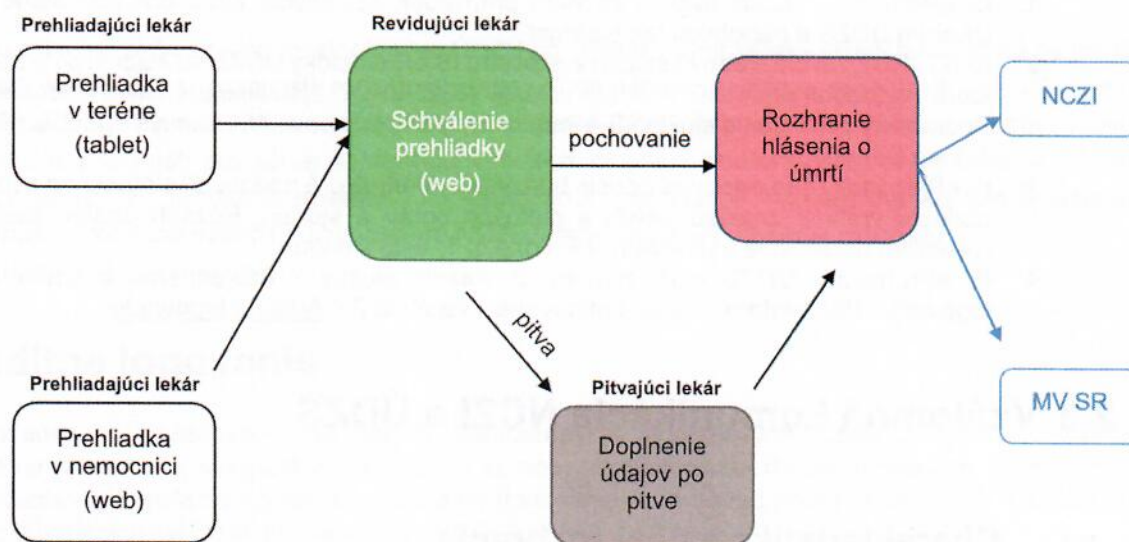 Prehliadajúci lekár
Prehliadka
v teréne
(tablet)
Revidujúci lekár
Schválenie
prehliadky
(web)
pochovanie
Rozhranie
hlásenia o
úmrtí
NCZI
MV SR
pitva
Prehliadajúci lekár
Prehliadka
v nemocnici
(web)
Pitvajúci lekár
Doplnenie
údajov po
pitve